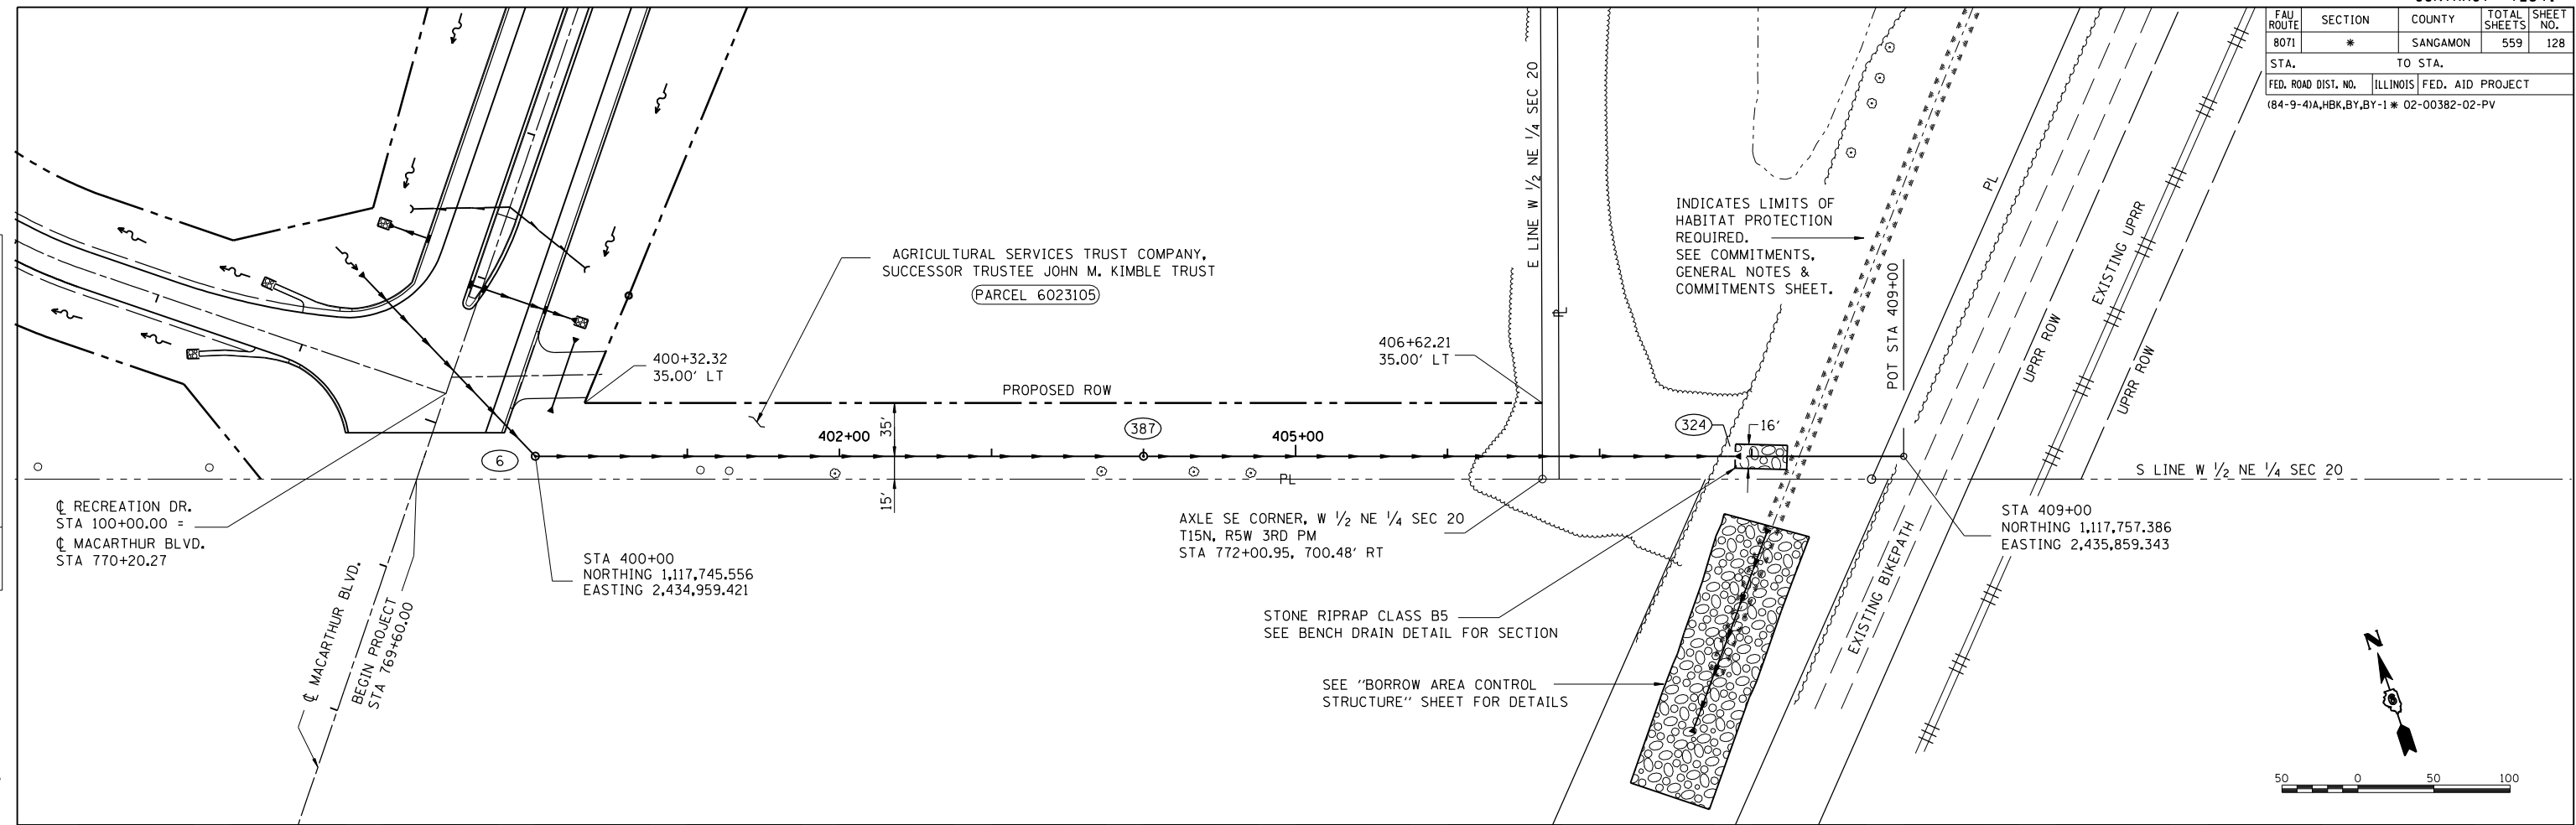 FAU ROUTE
SECTION
COUNTY
TOTAL SHEETS
SHEET NO.
8071
*
SANGAMON
559
128
STA.
TO STA.
FED. ROAD DIST. NO.
ILLINOIS
FED. AID PROJECT
(84-9-4)A,HBK,BY,BY-1 * 02-00382-02-PV
E LINE W 1/2 NE 1/4 SEC 20
PL
INDICATES LIMITS OF
HABITAT PROTECTION
REQUIRED.
SEE COMMITMENTS,
GENERAL NOTES &
COMMITMENTS SHEET.
PL
EXISTING UPRR
UPRR ROW
UPRR ROW
POT STA 409+00
AGRICULTURAL SERVICES TRUST COMPANY,
SUCCESSOR TRUSTEE JOHN M. KIMBLE TRUST
PARCEL 6023105
400+32.32
35.00' LT
406+62.21
35.00' LT
PROPOSED ROW
402+00
35'
387
405+00
324
16'
6
15'
PL
S LINE W 1/2 NE 1/4 SEC 20
℄ RECREATION DR.
STA 100+00.00 =
℄ MACARTHUR BLVD.
STA 770+20.27
STA 400+00
NORTHING 1,117,745.556
EASTING 2,434,959.421
AXLE SE CORNER, W 1/2 NE 1/4 SEC 20
T15N, R5W 3RD PM
STA 772+00.95, 700.48' RT
STA 409+00
NORTHING 1,117,757.386
EASTING 2,435,859.343
℄ MACARTHUR BLVD.
BEGIN PROJECT
STA 769+60.00
STONE RIPRAP CLASS B5
SEE BENCH DRAIN DETAIL FOR SECTION
EXISTING BIKEPATH
SEE "BORROW AREA CONTROL
STRUCTURE" SHEET FOR DETAILS
N
50 0 50 100